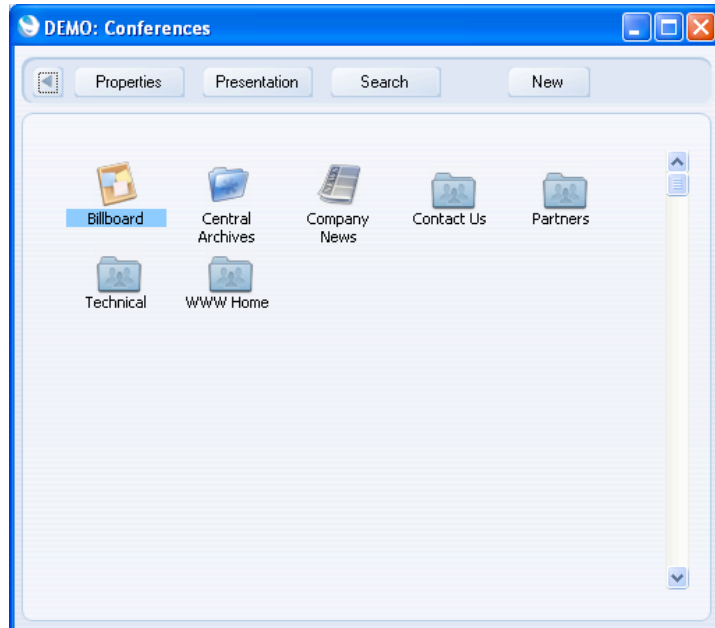 DEMO: Conferences
Properties Presentation Search New
Billboard Central Archives Company News Contact Us Partners
Technical WWW Home